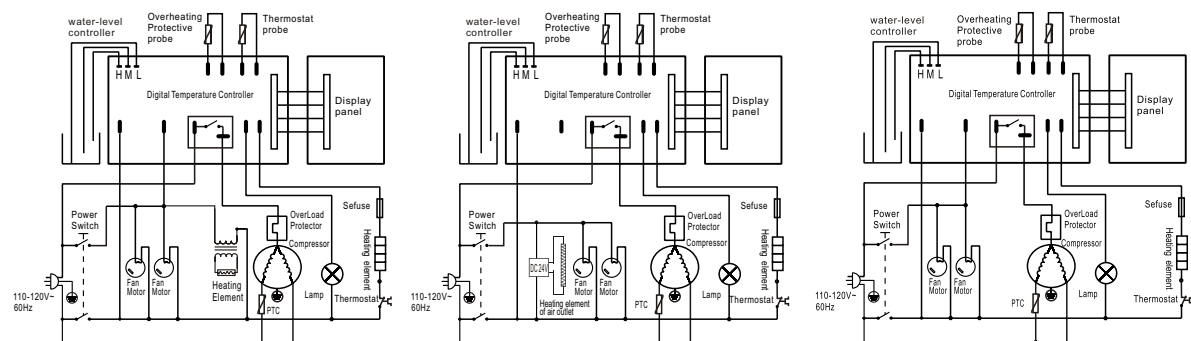 water-level
controller
Overheating
Protective
probe
Thermostat
probe
H M L
Digital Temperature Controller
Display
panel
Power
Switch
OverLoad
Protector
Sefuse
Compressor
Heating element
Fan
Motor
Fan
Motor
Heating
Element
Lamp
Thermostat
110-120V~
60Hz
PTC
water-level
controller
Overheating
Protective
probe
Thermostat
probe
H M L
Digital Temperature Controller
Display
panel
Power
Switch
OverLoad
Protector
Sefuse
Compressor
Heating element
DC 24V
Fan
Motor
Fan
Motor
Heating element
of air outlet
Lamp
Thermostat
110-120V~
60Hz
PTC
water-level
controller
Overheating
Protective
probe
Thermostat
probe
H M L
Digital Temperature Controller
Display
panel
Power
Switch
OverLoad
Protector
Sefuse
Compressor
Heating element
Fan
Motor
Fan
Motor
Lamp
Thermostat
110-120V~
60Hz
PTC